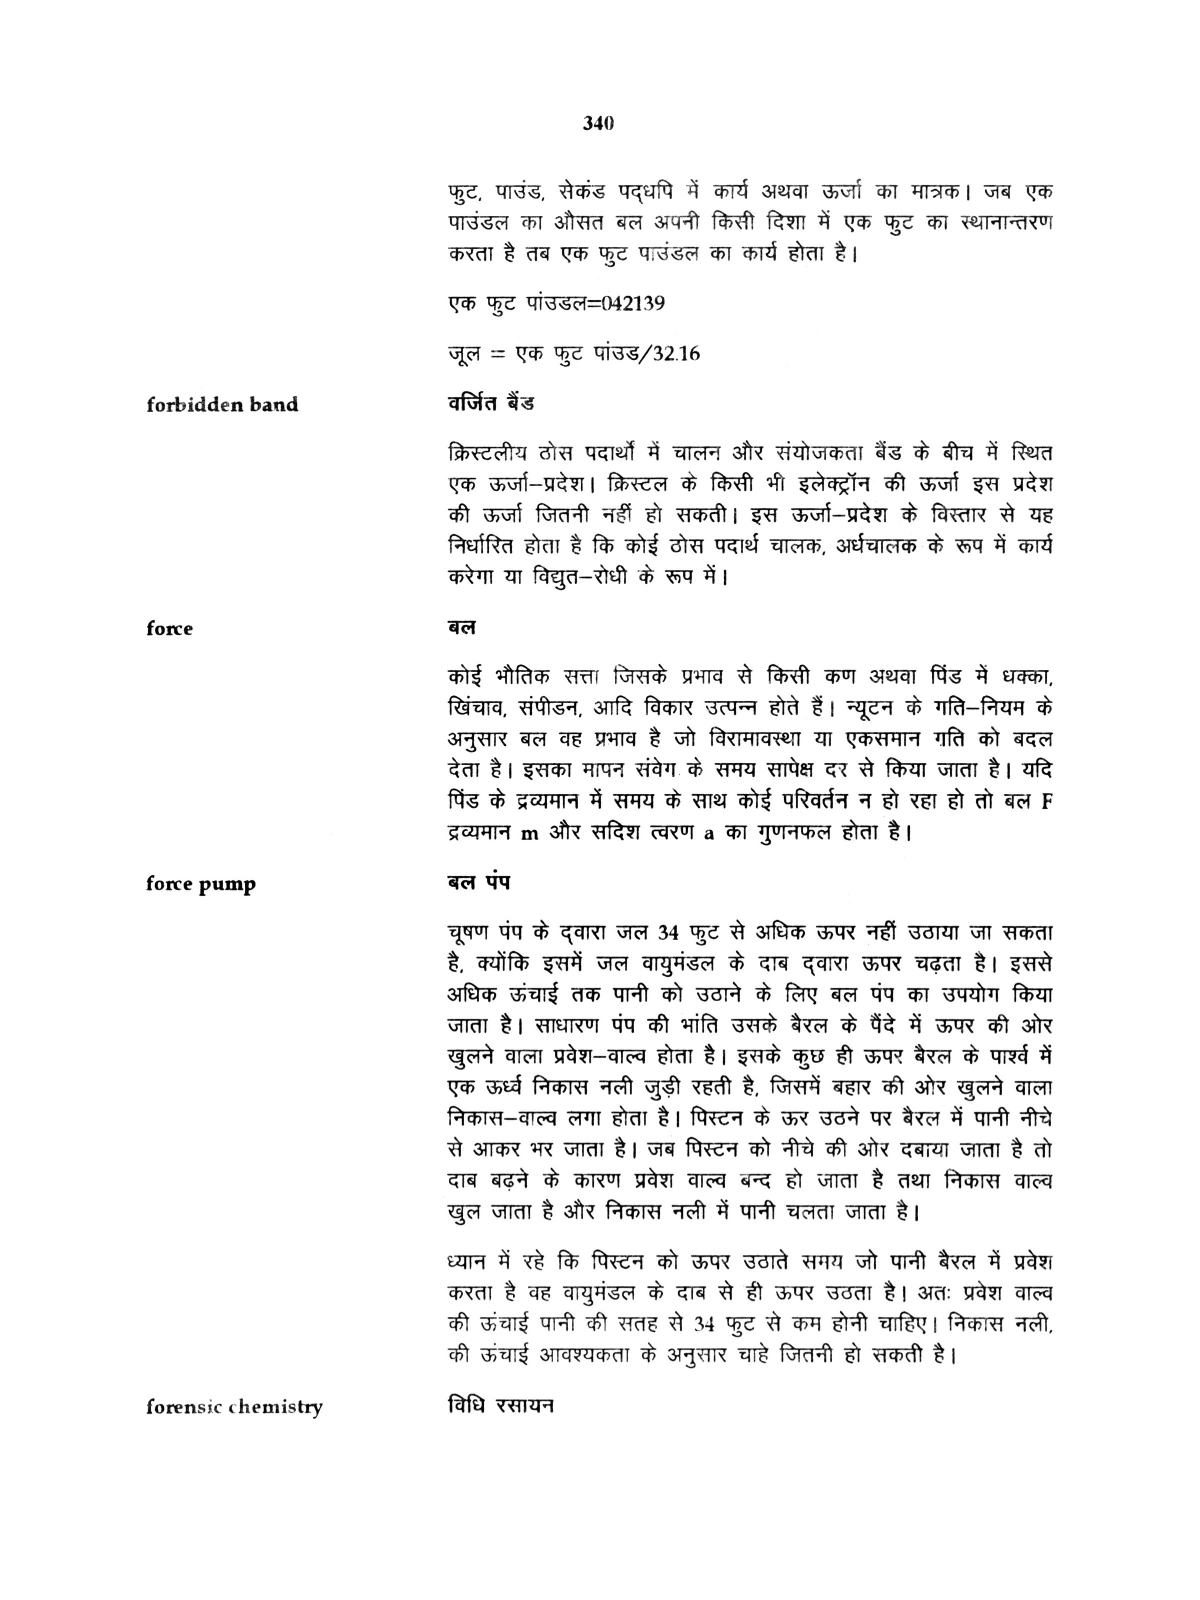 340
फुट, पाउंड, सेकंड पद्धपि में कार्य अथवा ऊर्जा का मात्रक। जब एक
पाउंडल का औसत बल अपनी किसी दिशा में एक फुट का स्थानान्तरण
करता है तब एक फुट पाउंडल का कार्य होता है।
एक फुट पांउडल=042139
जूल = एक फुट पांउड/32.16
forbidden band वर्जित बैंड
क्रिस्टलीय ठोस पदार्थो में चालन और संयोजकता बैंड के बीच में स्थित
एक ऊर्जा–प्रदेश। क्रिस्टल के किसी भी इलेक्ट्रॉन की ऊर्जा इस प्रदेश
की ऊर्जा जितनी नहीं हो सकती। इस ऊर्जा–प्रदेश के विस्तार से यह
निर्धारित होता है कि कोई ठोस पदार्थ चालक, अर्धचालक के रूप में कार्य
करेगा या विद्युत–रोधी के रूप में।
force बल
कोई भौतिक सत्ता जिसके प्रभाव से किसी कण अथवा पिंड में धक्का,
खिंचाव, संपीडन, आदि विकार उत्पन्न होते हैं। न्यूटन के गति–नियम के
अनुसार बल वह प्रभाव है जो विरामावस्था या एकसमान गति को बदल
देता है। इसका मापन संवेग के समय सापेक्ष दर से किया जाता है। यदि
पिंड के द्रव्यमान में समय के साथ कोई परिवर्तन न हो रहा हो तो बल F
द्रव्यमान m और सदिश त्वरण a का गुणनफल होता है।
force pump बल पंप
चूषण पंप के द्वारा जल 34 फुट से अधिक ऊपर नहीं उठाया जा सकता
है, क्योंकि इसमें जल वायुमंडल के दाब द्वारा ऊपर चढ़ता है। इससे
अधिक ऊंचाई तक पानी को उठाने के लिए बल पंप का उपयोग किया
जाता है। साधारण पंप की भांति उसके बैरल के पैंदे में ऊपर की ओर
खुलने वाला प्रवेश–वाल्व होता है। इसके कुछ ही ऊपर बैरल के पार्श्व में
एक ऊर्ध्व निकास नली जुड़ी रहती है, जिसमें बहार की ओर खुलने वाला
निकास–वाल्व लगा होता है। पिस्टन के ऊर उठने पर बैरल में पानी नीचे
से आकर भर जाता है। जब पिस्टन को नीचे की ओर दबाया जाता है तो
दाब बढ़ने के कारण प्रवेश वाल्व बन्द हो जाता है तथा निकास वाल्व
खुल जाता है और निकास नली में पानी चलता जाता है।
ध्यान में रहे कि पिस्टन को ऊपर उठाते समय जो पानी बैरल में प्रवेश
करता है वह वायुमंडल के दाब से ही ऊपर उठता है। अतः प्रवेश वाल्व
की ऊंचाई पानी की सतह से 34 फुट से कम होनी चाहिए। निकास नली,
की ऊंचाई आवश्यकता के अनुसार चाहे जितनी हो सकती है।
forensic chemistry विधि रसायन